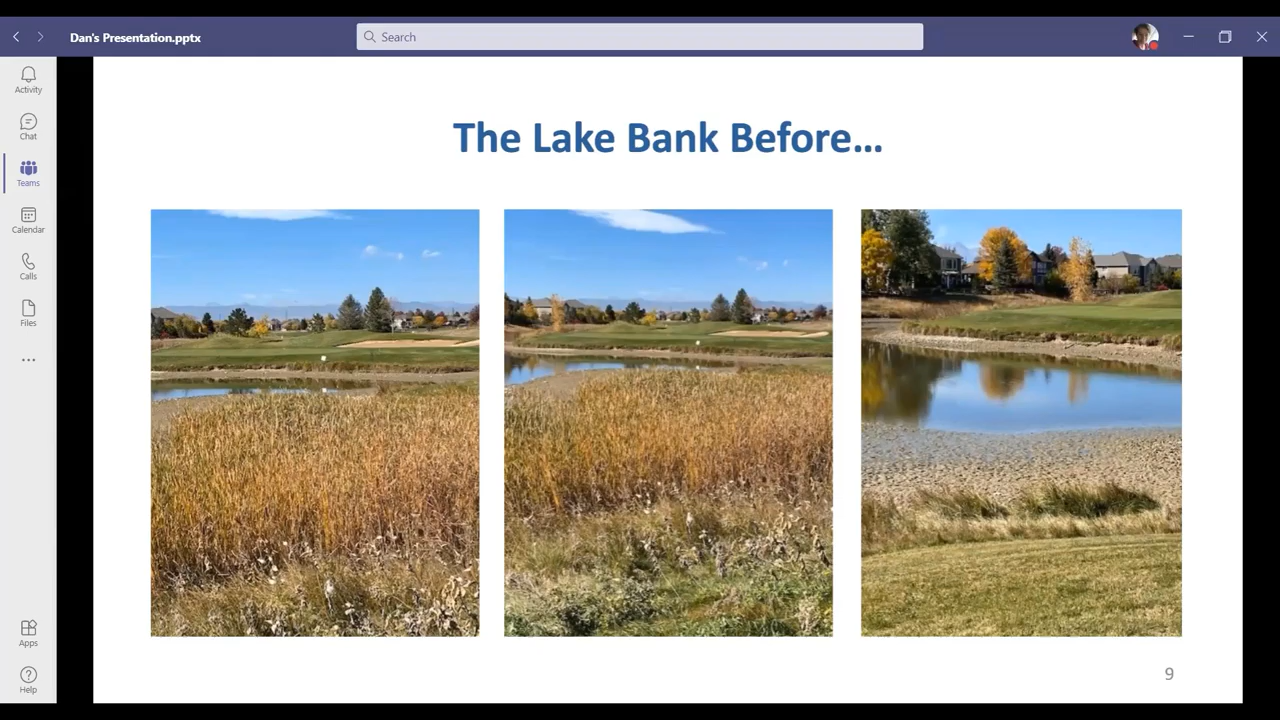 Dan's Presentation.pptx
Search
Activity
Chat
Teams
Calendar
Calls
Files
Apps
Help
The Lake Bank Before...
9